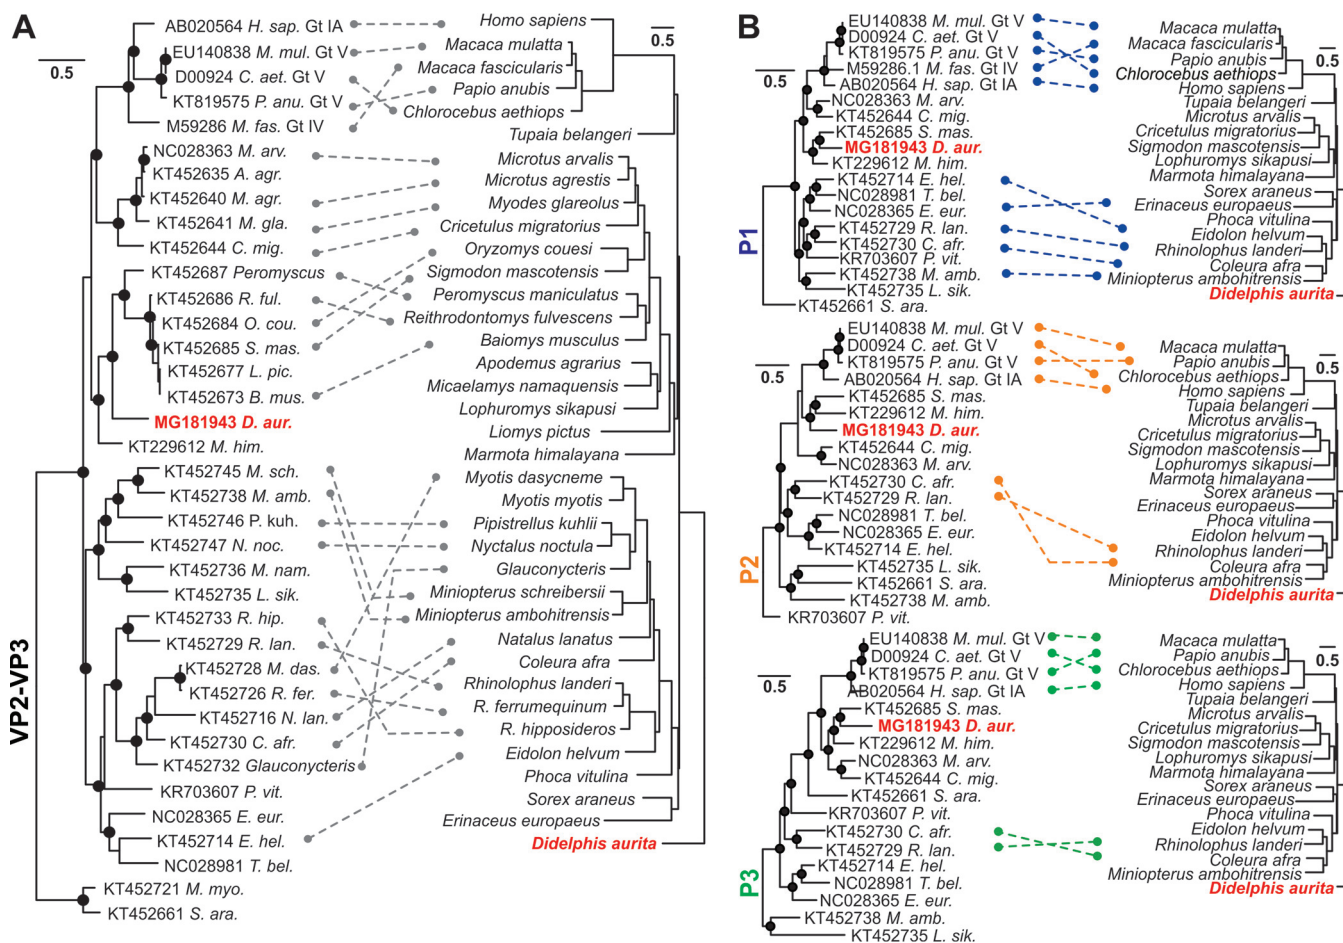 A
0.5
VP2-VP3
AB020564 H. sap. Gt IA
EU140838 M. mul. Gt V
D00924 C. aet. Gt V
KT819575 P. anu. Gt V
M59286 M. fas. Gt IV
NC028363 M. arv.
KT452635 A. agr.
KT452640 M. agr.
KT452641 M. gla.
KT452644 C. mig.
KT452687 Peromyscus
KT452686 R. ful.
KT452684 O. cou.
KT452685 S. mas.
KT452677 L. pic.
KT452673 B. mus.
MG181943 D. aur.
KT229612 M. him.
KT452745 M. sch.
KT452738 M. amb.
KT452746 P. kuh.
KT452747 N. noc.
KT452736 M. nam.
KT452735 L. sik.
KT452733 R. hip.
KT452729 R. lan.
KT452728 M. das.
KT452726 R. fer.
KT452716 N. lan.
KT452730 C. afr.
KT452732 Glauconycteris
KR703607 P. vit.
NC028365 E. eur.
KT452714 E. hel.
NC028981 T. bel.
KT452721 M. myo.
KT452661 S. ara.
0.5
Homo sapiens
Macaca mulatta
Macaca fascicularis
Papio anubis
Chlorocebus aethiops
Tupaia belangeri
Microtus arvalis
Microtus agrestis
Myodes glareolus
Cricetulus migratorius
Oryzomys couesi
Sigmodon mascotensis
Peromyscus maniculatus
Reithrodontomys fulvescens
Baiomys musculus
Apodemus agrarius
Micaelamys namaquensis
Lophuromys sikapusi
Liomys pictus
Marmota himalayana
Myotis dasycneme
Myotis myotis
Pipistrellus kuhlii
Nyctalus noctula
Glauconycteris
Miniopterus schreibersii
Miniopterus ambohitrensis
Natalus lanatus
Coleura afra
Rhinolophus landeri
R. ferrumequinum
R. hipposideros
Eidolon helvum
Phoca vitulina
Sorex araneus
Erinaceus europaeus
Didelphis aurita
B
0.5
P1
EU140838 M. mul. Gt V
D00924 C. aet. Gt V
KT819575 P. anu. Gt V
M59286.1 M. fas. Gt IV
AB020564 H. sap. Gt IA
NC028363 M. arv.
KT452644 C. mig.
KT452685 S. mas.
MG181943 D. aur.
KT229612 M. him.
KT452714 E. hel.
NC028981 T. bel.
NC028365 E. eur.
KT452729 R. lan.
KT452730 C. afr.
KR703607 P. vit.
KT452738 M. amb.
KT452735 L. sik.
KT452661 S. ara.
0.5
Macaca mulatta
Macaca fascicularis
Papio anubis
Chlorocebus aethiops
Homo sapiens
Tupaia belangeri
Microtus arvalis
Cricetulus migratorius
Sigmodon mascotensis
Lophuromys sikapusi
Marmota himalayana
Sorex araneus
Erinaceus europaeus
Phoca vitulina
Eidolon helvum
Rhinolophus landeri
Coleura afra
Miniopterus ambohitrensis
Didelphis aurita
0.5
P2
EU140838 M. mul. Gt V
D00924 C. aet. Gt V
KT819575 P. anu. Gt V
AB020564 H. sap. Gt IA
KT452685 S. mas.
KT229612 M. him.
MG181943 D. aur.
KT452644 C. mig.
NC028363 M. arv.
KT452730 C. afr.
KT452729 R. lan.
NC028981 T. bel.
NC028365 E. eur.
KT452714 E. hel.
KT452735 L. sik.
KT452661 S. ara.
KT452738 M. amb.
KR703607 P. vit.
0.5
Macaca mulatta
Papio anubis
Chlorocebus aethiops
Homo sapiens
Tupaia belangeri
Microtus arvalis
Cricetulus migratorius
Sigmodon mascotensis
Lophuromys sikapusi
Marmota himalayana
Sorex araneus
Erinaceus europaeus
Phoca vitulina
Eidolon helvum
Rhinolophus landeri
Coleura afra
Miniopterus ambohitrensis
Didelphis aurita
0.5
P3
EU140838 M. mul. Gt V
D00924 C. aet. Gt V
KT819575 P. anu. Gt V
AB020564 H. sap. Gt IA
KT452685 S. mas.
MG181943 D. aur.
KT229612 M. him.
NC028363 M. arv.
KT452644 C. mig.
KT452661 S. ara.
KR703607 P. vit.
KT452730 C. afr.
KT452729 R. lan.
KT452714 E. hel.
NC028981 T. bel.
NC028365 E. eur.
KT452738 M. amb.
KT452735 L. sik.
0.5
Macaca mulatta
Papio anubis
Chlorocebus aethiops
Homo sapiens
Tupaia belangeri
Microtus arvalis
Cricetulus migratorius
Sigmodon mascotensis
Lophuromys sikapusi
Marmota himalayana
Sorex araneus
Erinaceus europaeus
Phoca vitulina
Eidolon helvum
Rhinolophus landeri
Coleura afra
Miniopterus ambohitrensis
Didelphis aurita